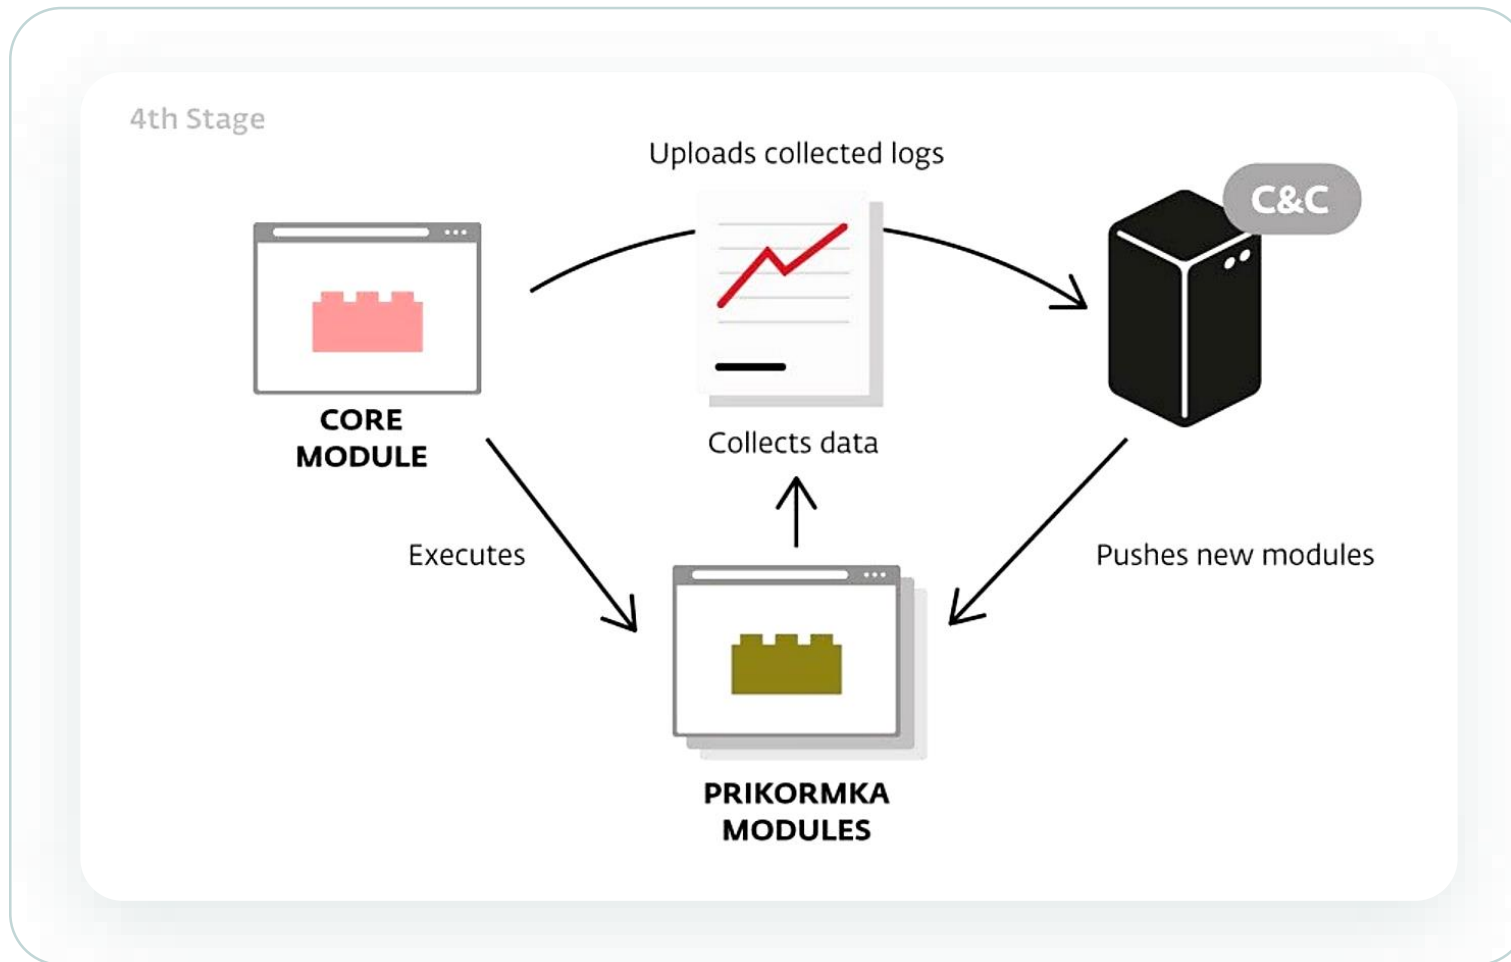 4th Stage
Uploads collected logs
C&C
CORE
MODULE
Collects data
Executes
Pushes new modules
PRIKORMKA
MODULES